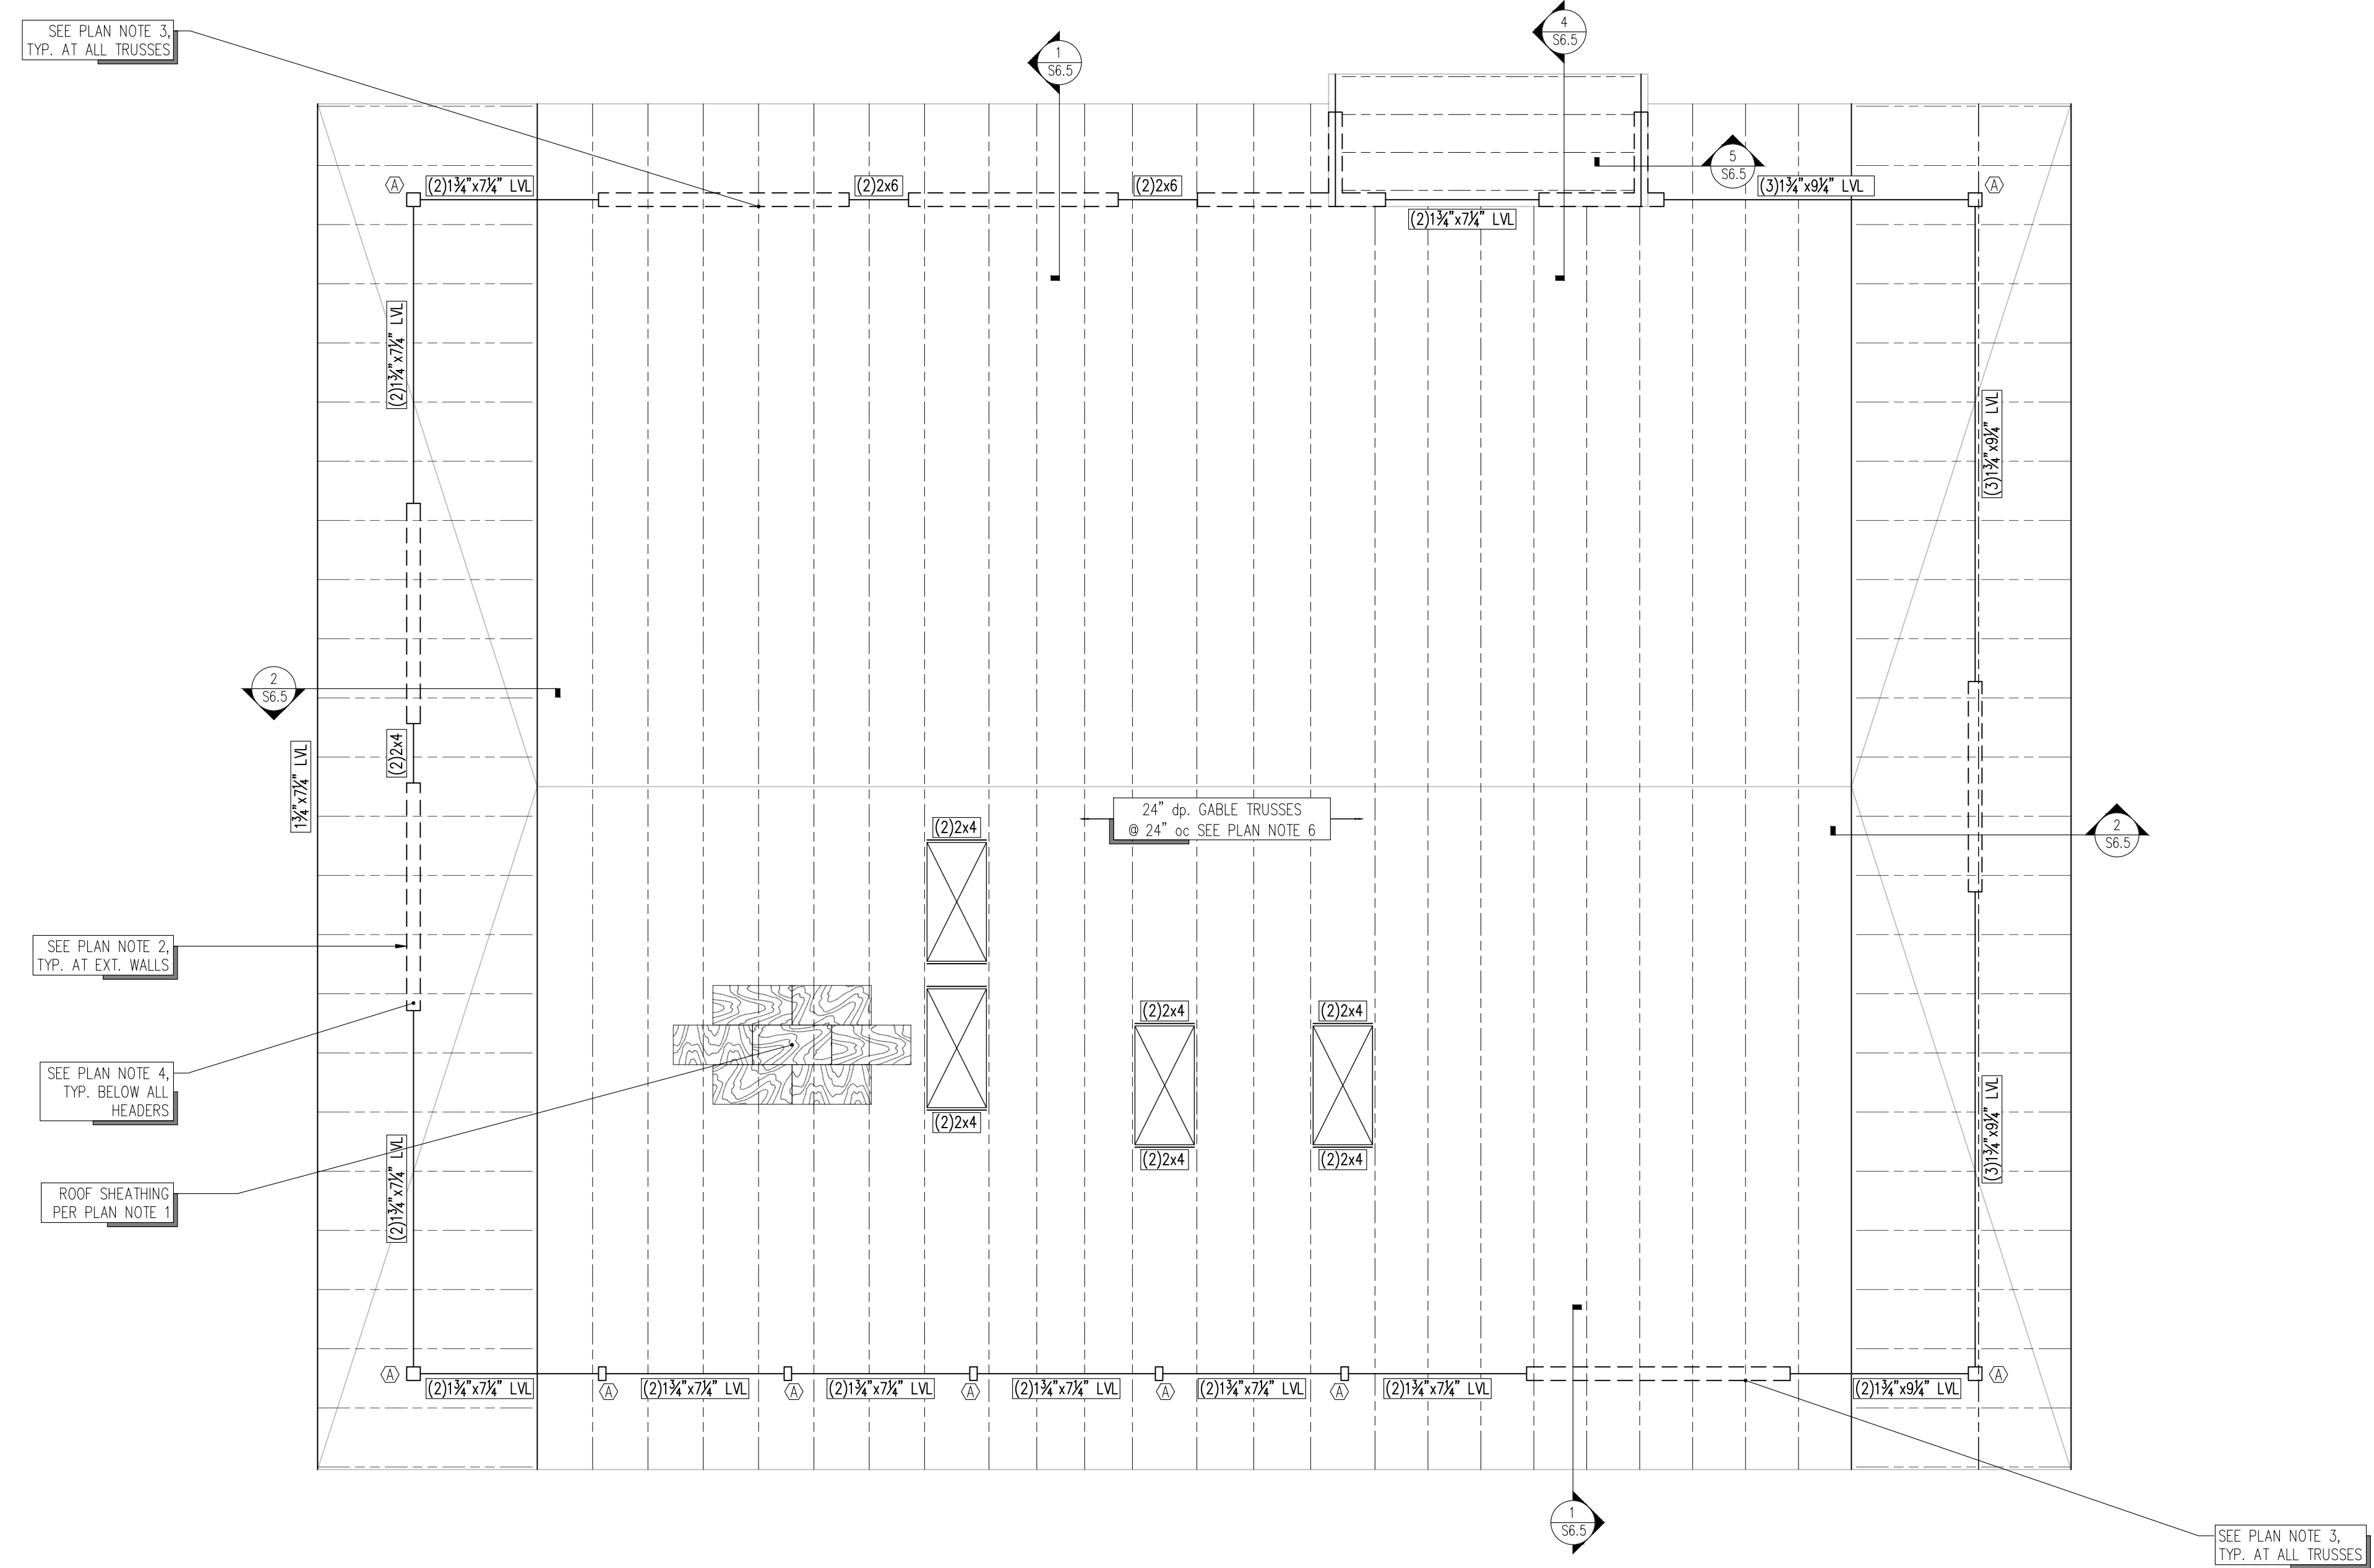 4
S6.5
SEE PLAN NOTE 3,
TYP. AT ALL TRUSSES
1
S6.5
5
S6.5
A
(2)1¾"x7¼" LVL
(2)2x6
(2)2x6
(3)1¾"x9¼" LVL
A
(2)1¾"x7¼" LVL
(2)1¾"x7¼" LVL
(3)1¾"x9¼" LVL
2
S6.5
(2)2x4
1¾"x7¼" LVL
24" dp. GABLE TRUSSES
@ 24" oc SEE PLAN NOTE 6
(2)2x4
2
S6.5
SEE PLAN NOTE 2,
TYP. AT EXT. WALLS
(2)2x4
(2)2x4
SEE PLAN NOTE 4,
TYP. BELOW ALL
HEADERS
(2)2x4
(2)2x4
(2)2x4
(2)1¾"x7¼" LVL
(3)1¾"x9¼" LVL
ROOF SHEATHING
PER PLAN NOTE 1
A
(2)1¾"x7¼" LVL
A
(2)1¾"x7¼" LVL
A
(2)1¾"x7¼" LVL
A
(2)1¾"x7¼" LVL
A
(2)1¾"x7¼" LVL
A
(2)1¾"x7¼" LVL
(2)1¾"x9¼" LVL
A
1
S6.5
SEE PLAN NOTE 3,
TYP. AT ALL TRUSSES